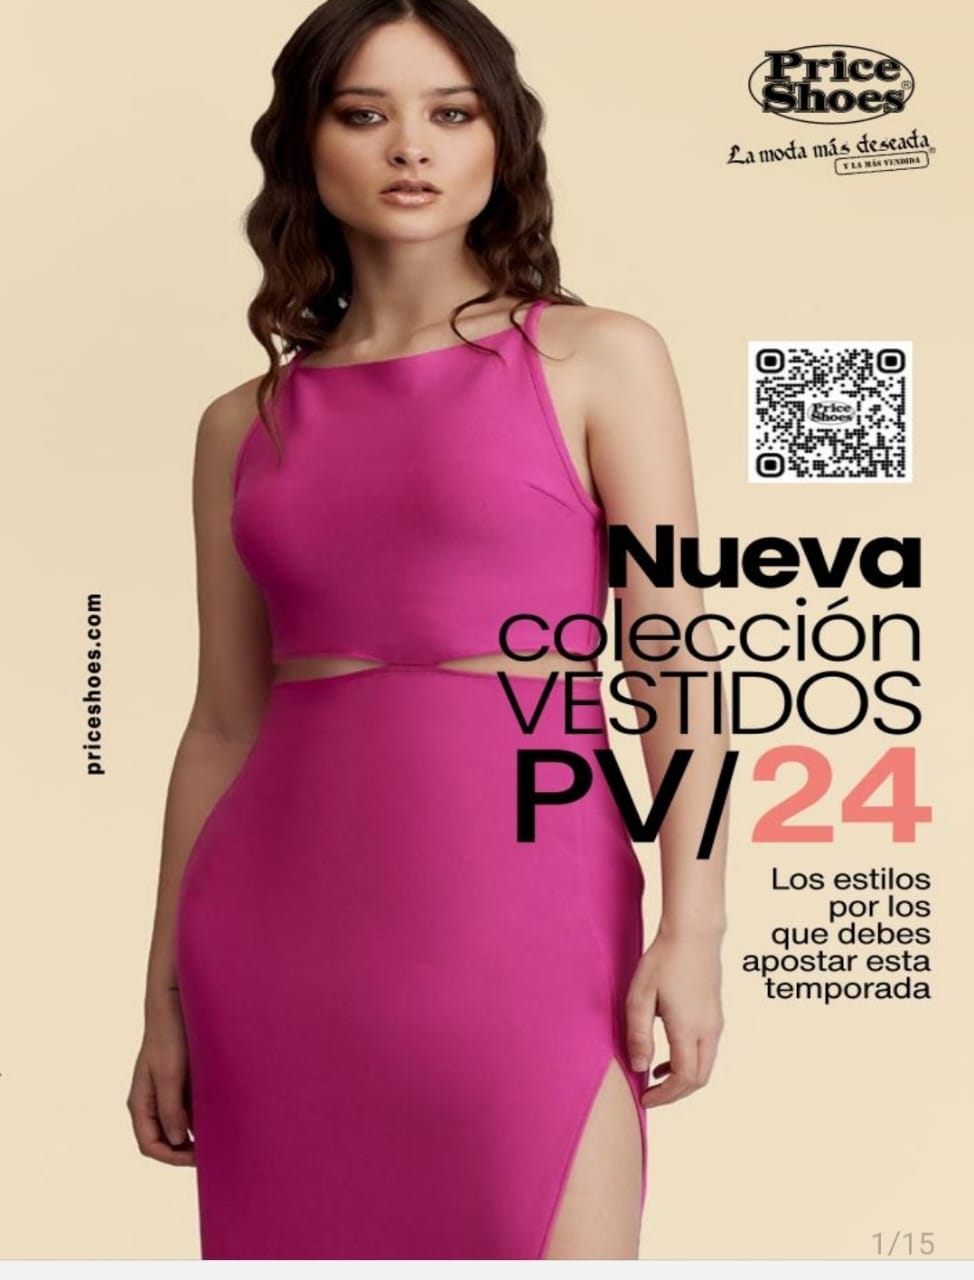 Price
Shoes®
La moda más deseada®
Y LA MÁS VENDIDA
Price
Shoes
Nueva
colección
VESTIDOS
PV/24
priceshoes.com
Los estilos
por los
que debes
apostar esta
temporada
1/15